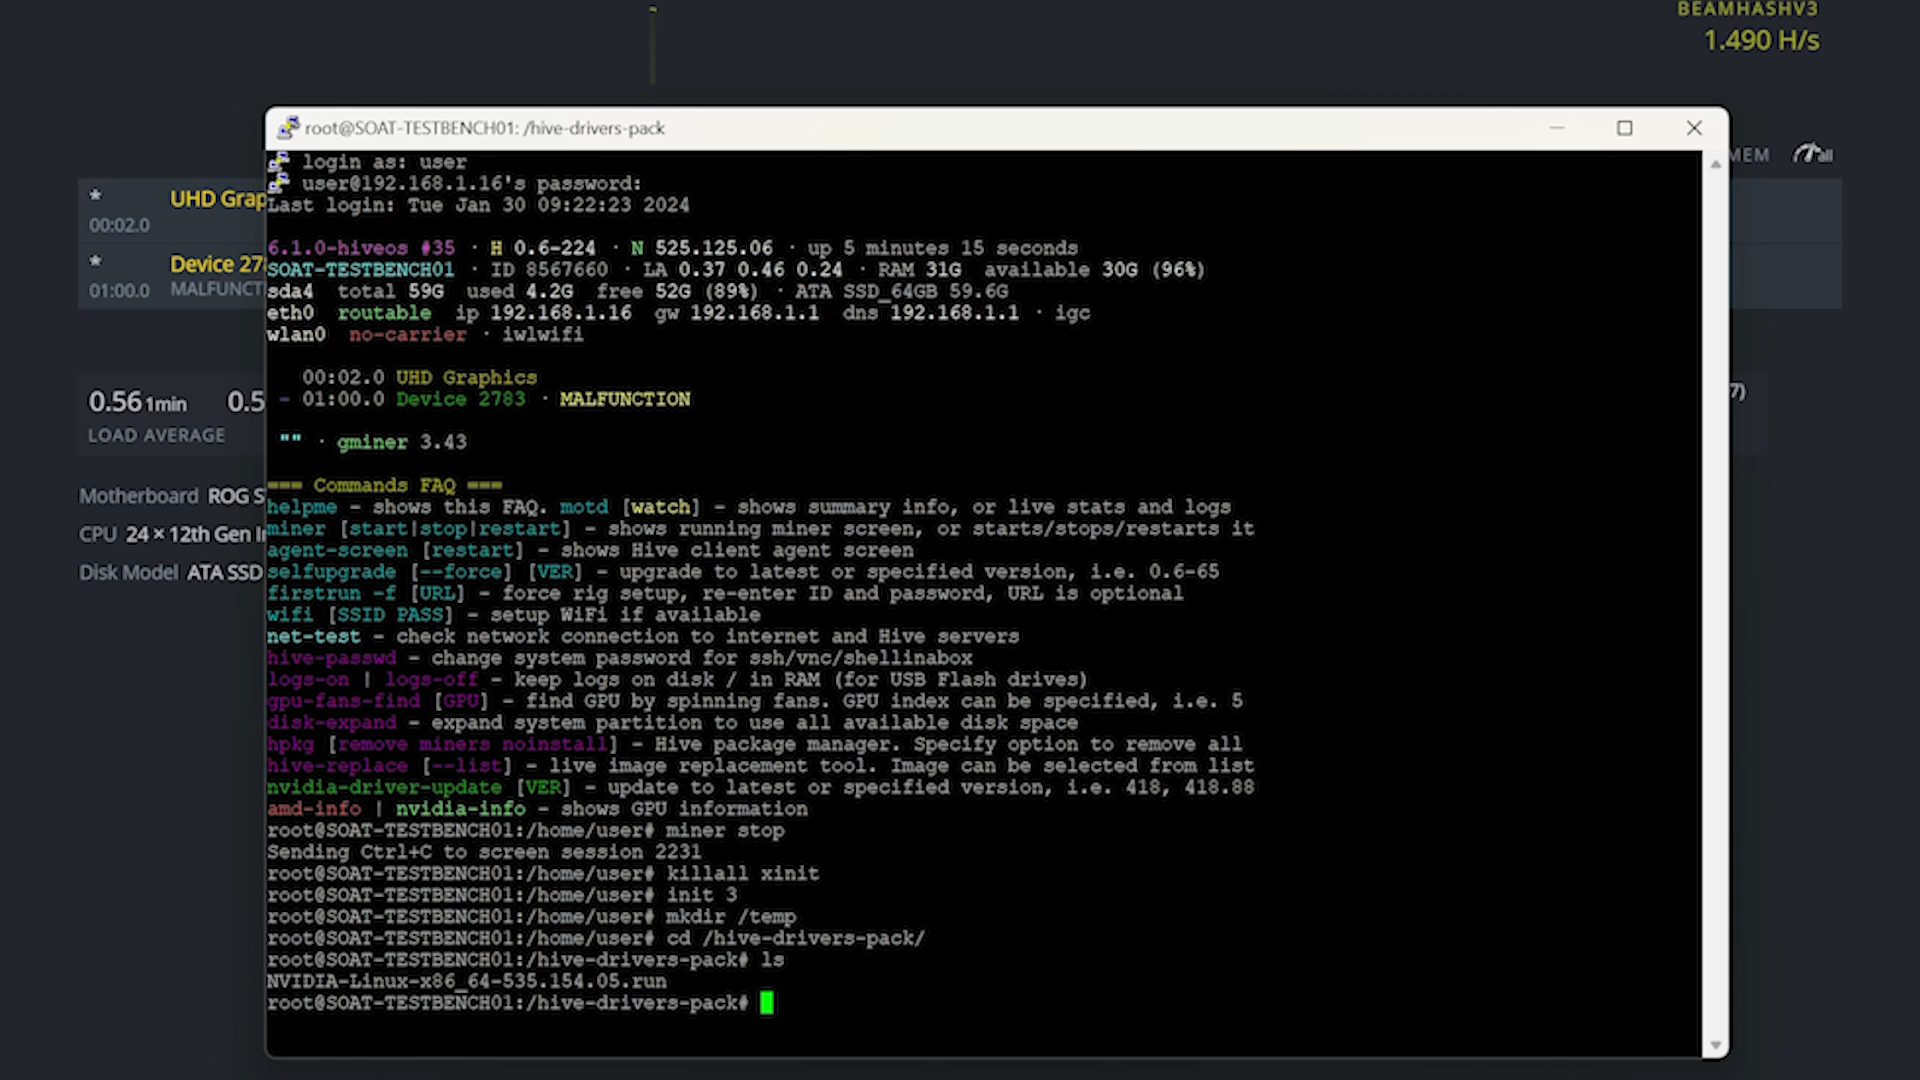 BEAMHASHV3
1.490 H/s
root@SOAT-TESTBENCH01: /hive-drivers-pack
MEM all
* UHD Grap
00:02.0
* Device 27
01:00.0 MALFUNCT
0.56 1min 0.5
LOAD AVERAGE
7)
Motherboard ROG S
CPU 24 × 12th Gen I
Disk Model ATA SSD
login as: user
user@192.168.1.16's password:
Last login: Tue Jan 30 09:22:23 2024
6.1.0-hiveos #35 · H 0.6-224 · N 525.125.06 · up 5 minutes 15 seconds
SOAT-TESTBENCH01 · ID 8567660 · LA 0.37 0.46 0.24 · RAM 31G available 30G (96%)
sda4 total 59G used 4.2G free 52G (89%) · ATA SSD_64GB 59.6G
eth0 routable ip 192.168.1.16 gw 192.168.1.1 dns 192.168.1.1 · igc
wlan0 no-carrier · iwlwifi
00:02.0 UHD Graphics
- 01:00.0 Device 2783 · MALFUNCTION
"" · gminer 3.43
=== Commands FAQ ===
helpme - shows this FAQ. motd [watch] - shows summary info, or live stats and logs
miner [start|stop|restart] - shows running miner screen, or starts/stops/restarts it
agent-screen [restart] - shows Hive client agent screen
selfupgrade [--force] [VER] - upgrade to latest or specified version, i.e. 0.6-65
firstrun -f [URL] - force rig setup, re-enter ID and password, URL is optional
wifi [SSID PASS] - setup WiFi if available
net-test - check network connection to internet and Hive servers
hive-passwd - change system password for ssh/vnc/shellinabox
logs-on | logs-off - keep logs on disk / in RAM (for USB Flash drives)
gpu-fans-find [GPU] - find GPU by spinning fans. GPU index can be specified, i.e. 5
disk-expand - expand system partition to use all available disk space
hpkg [remove miners noinstall] - Hive package manager. Specify option to remove all
hive-replace [--list] - live image replacement tool. Image can be selected from list
nvidia-driver-update [VER] - update to latest or specified version, i.e. 418, 418.88
amd-info | nvidia-info - shows GPU information
root@SOAT-TESTBENCH01:/home/user# miner stop
Sending Ctrl+C to screen session 2231
root@SOAT-TESTBENCH01:/home/user# killall xinit
root@SOAT-TESTBENCH01:/home/user# init 3
root@SOAT-TESTBENCH01:/home/user# mkdir /temp
root@SOAT-TESTBENCH01:/home/user# cd /hive-drivers-pack/
root@SOAT-TESTBENCH01:/hive-drivers-pack# ls
NVIDIA-Linux-x86_64-535.154.05.run
root@SOAT-TESTBENCH01:/hive-drivers-pack#